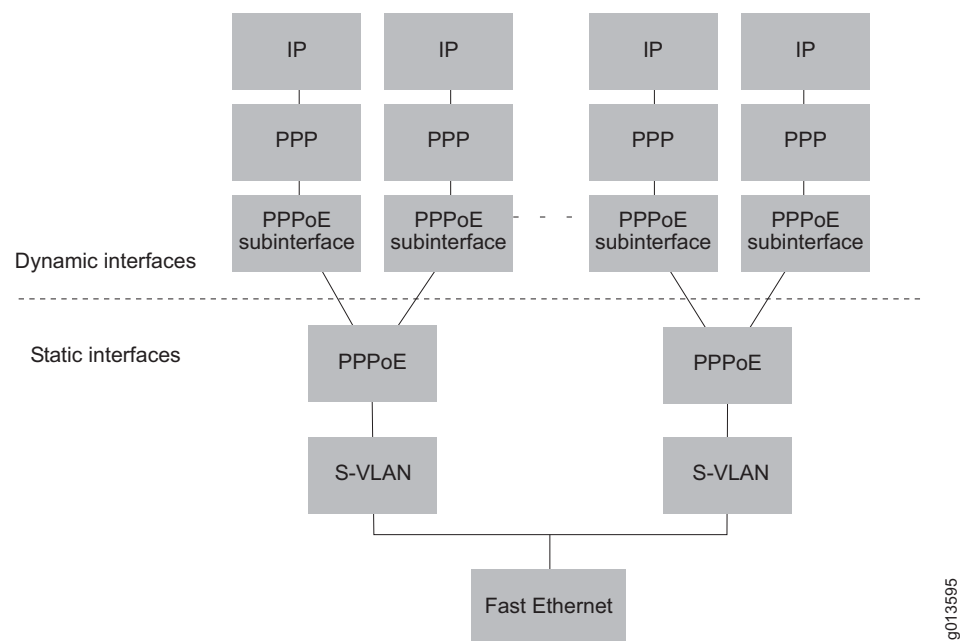 IP IP IP IP
PPP PPP PPP PPP
PPPoE PPPoE PPPoE PPPoE
subinterface subinterface subinterface subinterface
Dynamic interfaces
Static interfaces
PPPoE PPPoE
S-VLAN S-VLAN
Fast Ethernet
g013595